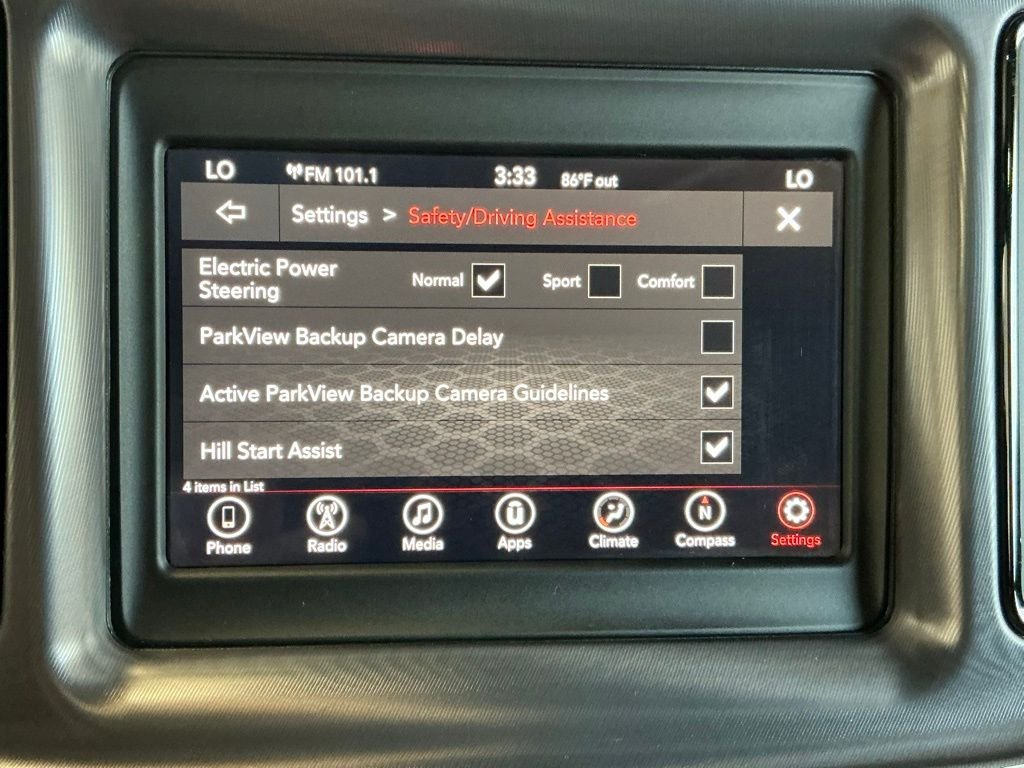 LO FM 101.1 3:33 86°F out LO
Settings > Safety/Driving Assistance
Electric Power
Steering
Normal Sport Comfort
ParkView Backup Camera Delay
Active ParkView Backup Camera Guidelines
Hill Start Assist
4 items in List
N
Phone Radio Media Apps Climate Compass Settings